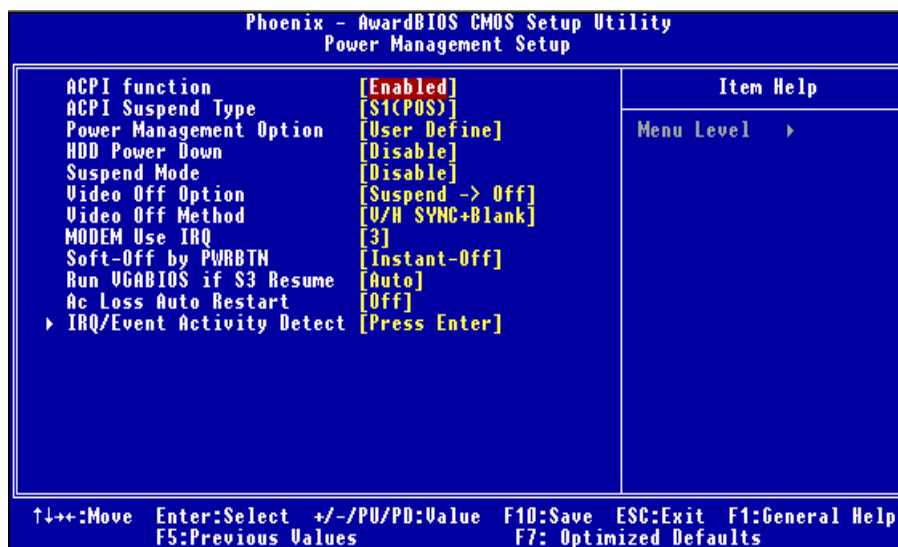 Phoenix - AwardBIOS CMOS Setup Utility
Power Management Setup
ACPI function [Enabled]
ACPI Suspend Type [S1(POS)]
Power Management Option [User Define]
HDD Power Down [Disable]
Suspend Mode [Disable]
Video Off Option [Suspend -> Off]
Video Off Method [V/H SYNC+Blank]
MODEM Use IRQ [3]
Soft-Off by PWRBTN [Instant-Off]
Run VGABIOS if S3 Resume [Auto]
Ac Loss Auto Restart [Off]
▸ IRQ/Event Activity Detect [Press Enter]
Item Help
Menu Level ▸
↑↓→←:Move Enter:Select +/-/PU/PD:Value F10:Save ESC:Exit F1:General Help
F5:Previous Values F7: Optimized Defaults